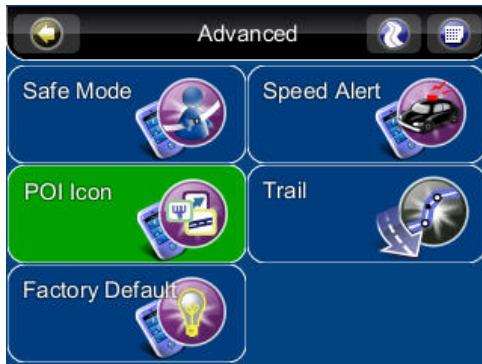 Advanced
Safe Mode
Speed Alert
POI Icon
Trail
Factory Default